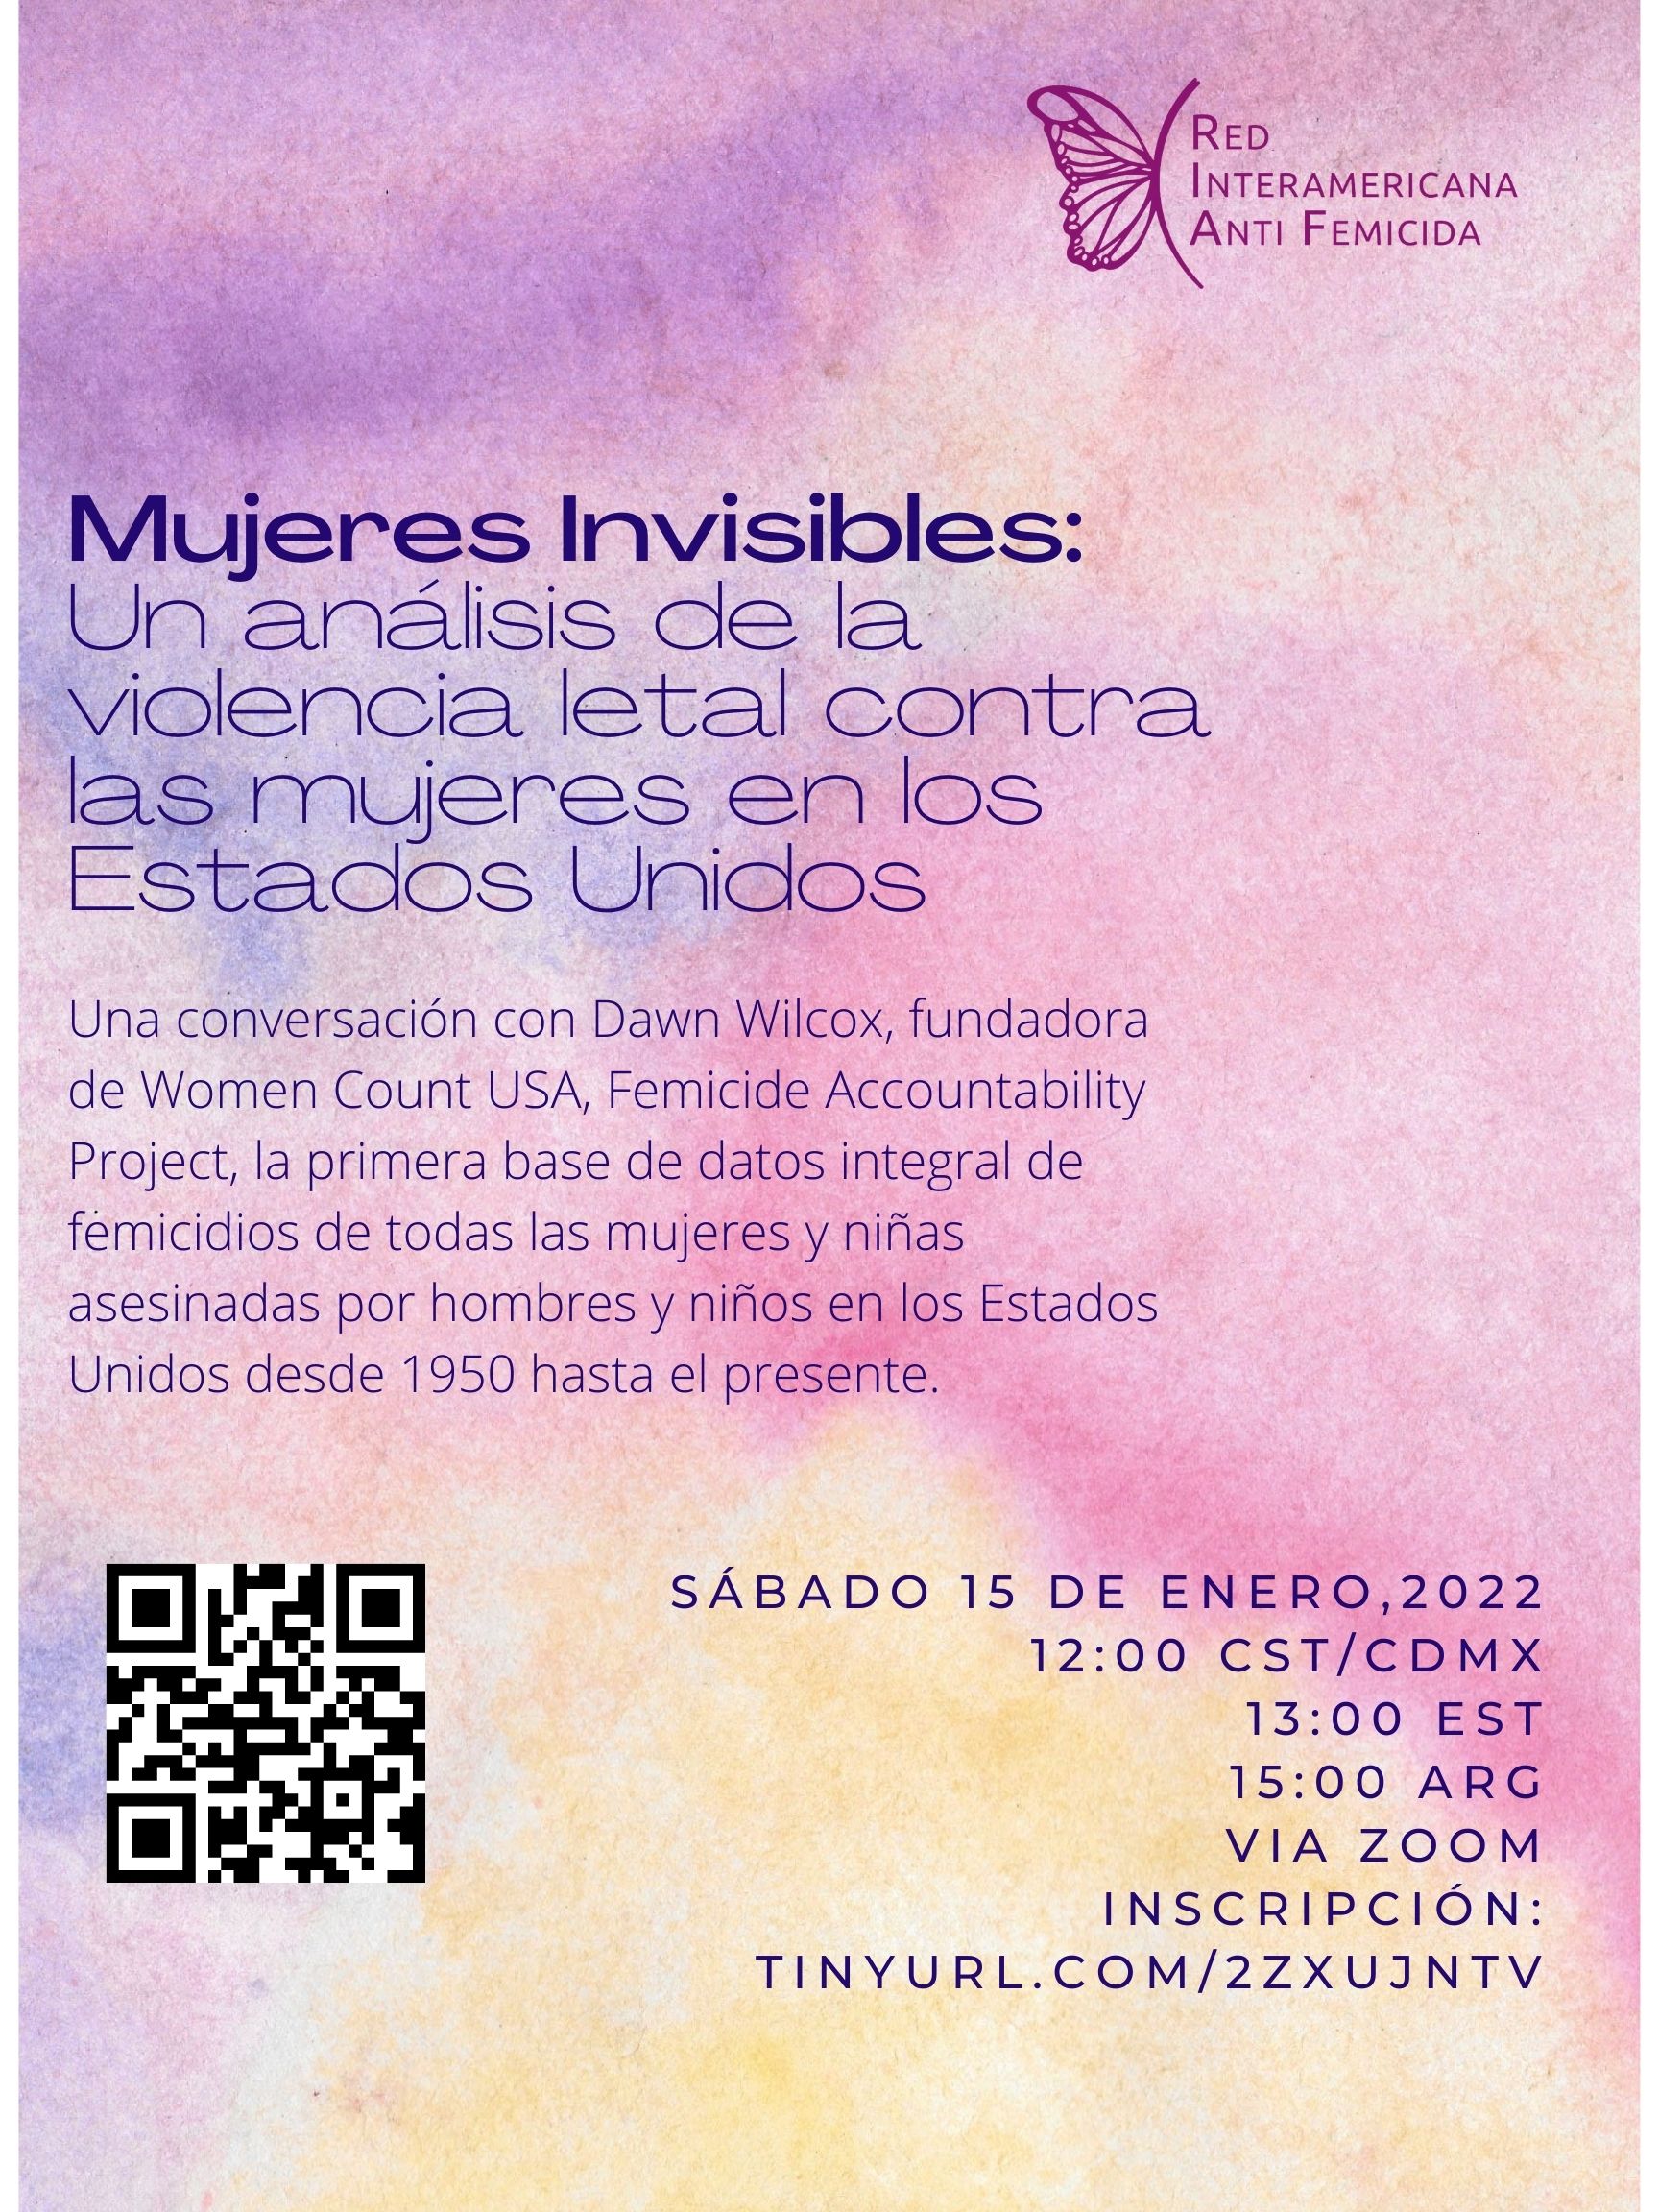 Red
Interamericana
Anti Femicida
Mujeres Invisibles:
Un análisis de la
violencia letal contra
las mujeres en los
Estados Unidos
Una conversación con Dawn Wilcox, fundadora
de Women Count USA, Femicide Accountability
Project, la primera base de datos integral de
femicidios de todas las mujeres y niñas
asesinadas por hombres y niños en los Estados
Unidos desde 1950 hasta el presente.
SÁBADO 15 DE ENERO,2022
12:00 CST/CDMX
13:00 EST
15:00 ARG
VIA ZOOM
INSCRIPCIÓN:
TINYURL.COM/2ZXUJNTV